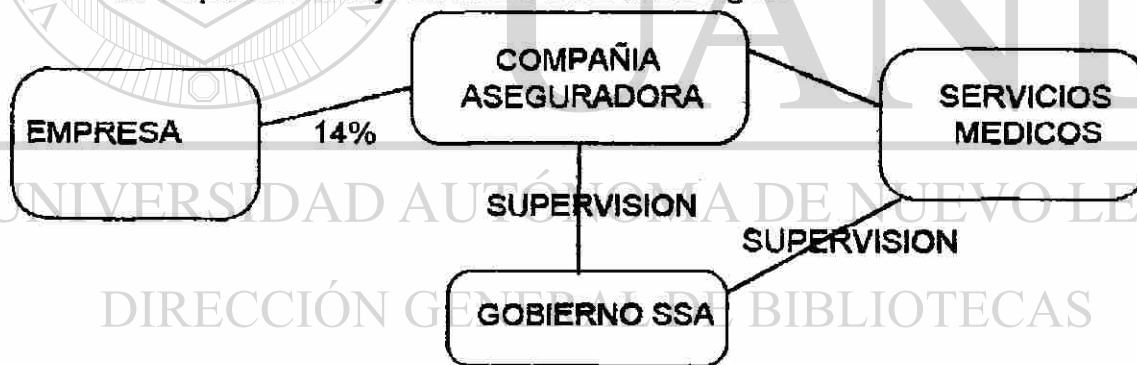 COMPAÑIA
ASEGURADORA
SERVICIOS
MEDICOS
EMPRESA
14%
SUPERVISION
SUPERVISION
GOBIERNO SSA
UNIVERSIDAD AUTÓNOMA DE NUEVO LE
DIRECCIÓN GENERAL DE BIBLIOTECAS